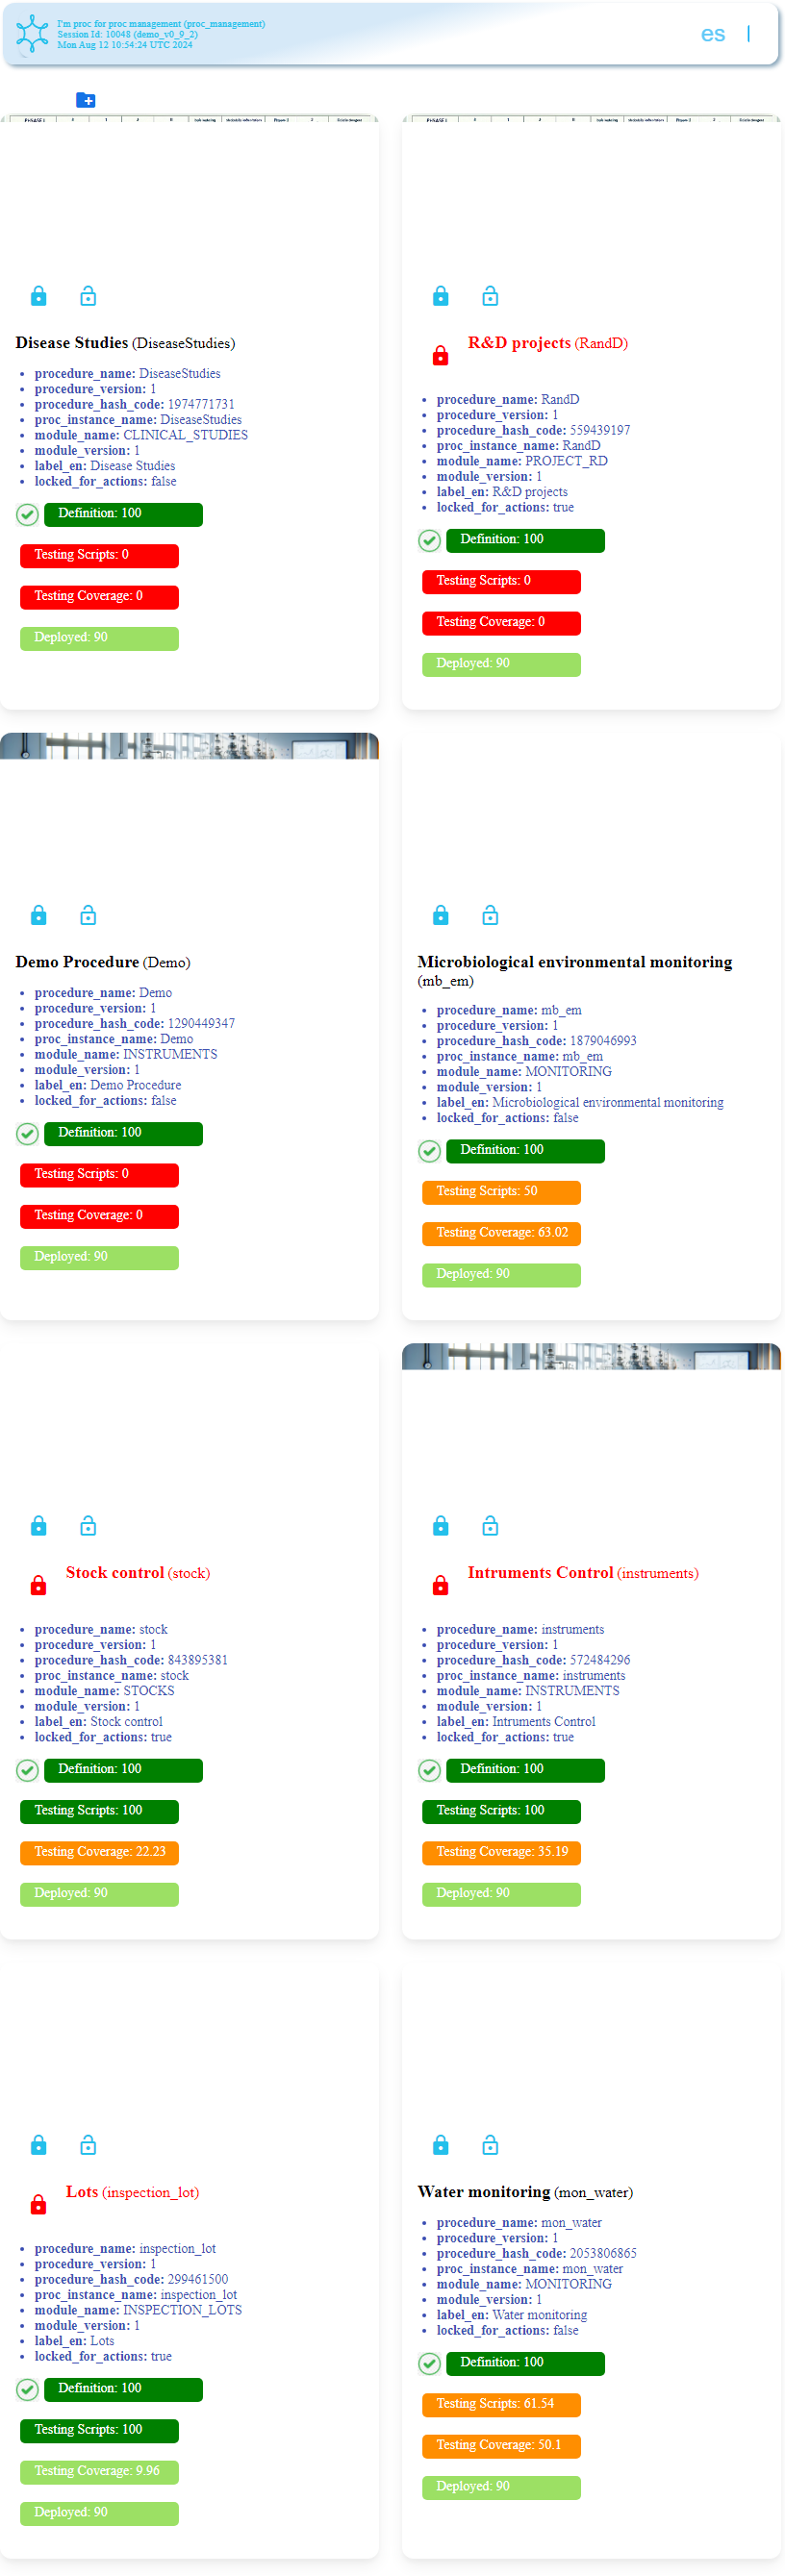 I'm proc for proc management (proc_management)
Session Id: 10048 (demo_v0_9_2)
Mon Aug 12 10:54:24 UTC 2024
es
Disease Studies (DiseaseStudies)
procedure_name: DiseaseStudies
procedure_version: 1
procedure_hash_code: 1974771731
proc_instance_name: DiseaseStudies
module_name: CLINICAL_STUDIES
module_version: 1
label_en: Disease Studies
locked_for_actions: false
Definition: 100
Testing Scripts: 0
Testing Coverage: 0
Deployed: 90
R&D projects (RandD)
procedure_name: RandD
procedure_version: 1
procedure_hash_code: 559439197
proc_instance_name: RandD
module_name: PROJECT_RD
module_version: 1
label_en: R&D projects
locked_for_actions: true
Definition: 100
Testing Scripts: 0
Testing Coverage: 0
Deployed: 90
Demo Procedure (Demo)
procedure_name: Demo
procedure_version: 1
procedure_hash_code: 1290449347
proc_instance_name: Demo
module_name: INSTRUMENTS
module_version: 1
label_en: Demo Procedure
locked_for_actions: false
Definition: 100
Testing Scripts: 0
Testing Coverage: 0
Deployed: 90
Microbiological environmental monitoring
(mb_em)
procedure_name: mb_em
procedure_version: 1
procedure_hash_code: 1879046993
proc_instance_name: mb_em
module_name: MONITORING
module_version: 1
label_en: Microbiological environmental monitoring
locked_for_actions: false
Definition: 100
Testing Scripts: 50
Testing Coverage: 63.02
Deployed: 90
Stock control (stock)
procedure_name: stock
procedure_version: 1
procedure_hash_code: 843895381
proc_instance_name: stock
module_name: STOCKS
module_version: 1
label_en: Stock control
locked_for_actions: true
Definition: 100
Testing Scripts: 100
Testing Coverage: 22.23
Deployed: 90
Intruments Control (instruments)
procedure_name: instruments
procedure_version: 1
procedure_hash_code: 572484296
proc_instance_name: instruments
module_name: INSTRUMENTS
module_version: 1
label_en: Intruments Control
locked_for_actions: true
Definition: 100
Testing Scripts: 100
Testing Coverage: 35.19
Deployed: 90
Lots (inspection_lot)
procedure_name: inspection_lot
procedure_version: 1
procedure_hash_code: 299461500
proc_instance_name: inspection_lot
module_name: INSPECTION_LOTS
module_version: 1
label_en: Lots
locked_for_actions: true
Definition: 100
Testing Scripts: 100
Testing Coverage: 9.96
Deployed: 90
Water monitoring (mon_water)
procedure_name: mon_water
procedure_version: 1
procedure_hash_code: 2053806865
proc_instance_name: mon_water
module_name: MONITORING
module_version: 1
label_en: Water monitoring
locked_for_actions: false
Definition: 100
Testing Scripts: 61.54
Testing Coverage: 50.1
Deployed: 90